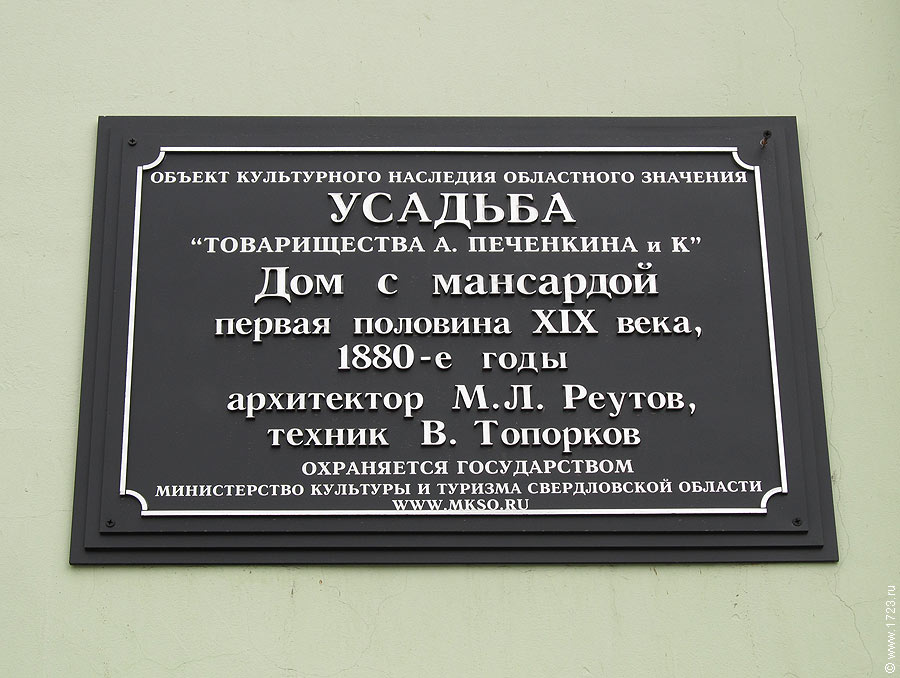 ОБЪЕКТ КУЛЬТУРНОГО НАСЛЕДИЯ ОБЛАСТНОГО ЗНАЧЕНИЯ
УСАДЬБА
“ТОВАРИЩЕСТВА А. ПЕЧЕНКИНА и К”
Дом с мансардой
первая половина XIX века,
1880-е годы
архитектор М.Л. Реутов,
техник В. Топорков
ОХРАНЯЕТСЯ ГОСУДАРСТВОМ
МИНИСТЕРСТВО КУЛЬТУРЫ И ТУРИЗМА СВЕРДЛОВСКОЙ ОБЛАСТИ
WWW.MKSO.RU
© www.1723.ru